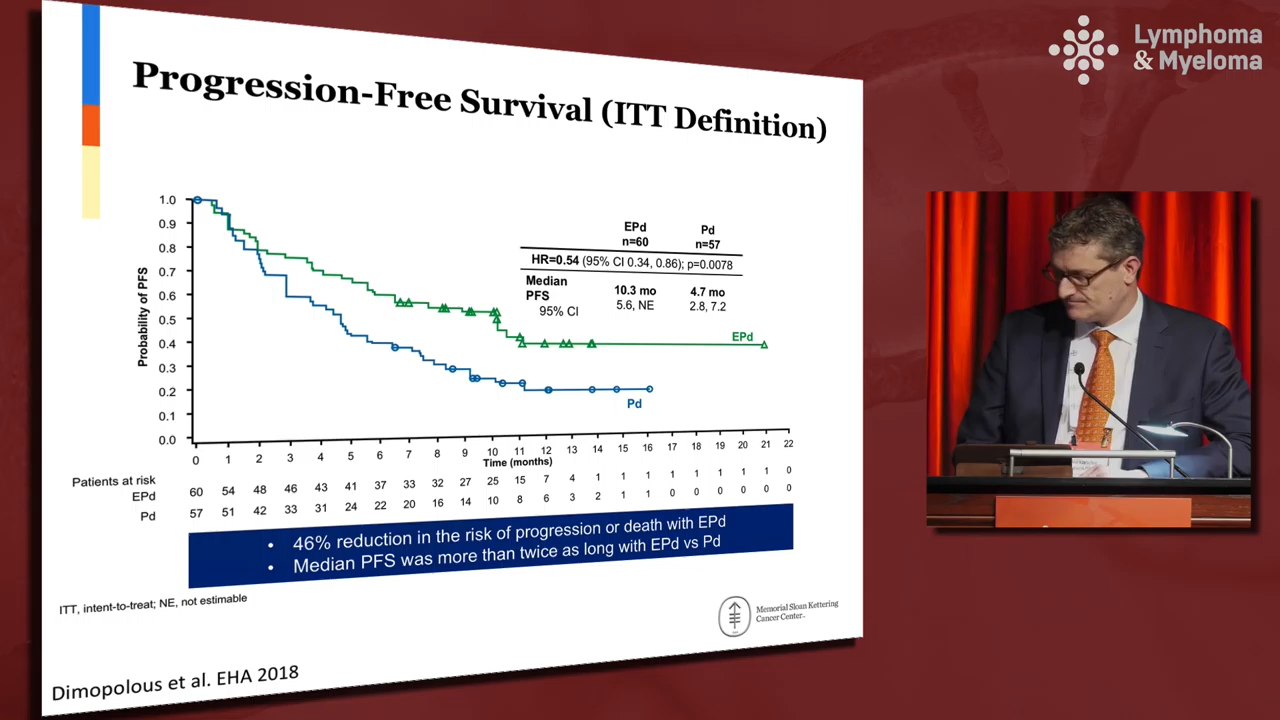 Lymphoma
& Myeloma
Progression-Free Survival (ITT Definition)
Probability of PFS
1.0
0.9
0.8
0.7
0.6
0.5
0.4
0.3
0.2
0.1
0.0
EPd Pd
n=60 n=57
HR=0.54 (95% CI 0.34, 0.86); p=0.0078
Median
PFS 10.3 mo 4.7 mo
95% CI 5.6, NE 2.8, 7.2
EPd
Pd
0 1 2 3 4 5 6 7 8 9 10 11 12 13 14 15 16 17 18 19 20 21 22
Time (months)
Patients at risk
EPd 60 54 48 46 43 41 37 33 32 27 25 15 7 4 1 1 1 1 1 1 1 1 0
Pd 57 51 42 33 31 24 22 20 16 14 10 8 6 3 2 1 1 0 0 0 0 0 0
• 46% reduction in the risk of progression or death with EPd
• Median PFS was more than twice as long with EPd vs Pd
ITT, intent-to-treat; NE, not estimable
Memorial Sloan Kettering
Cancer Center
Dimopolous et al. EHA 2018